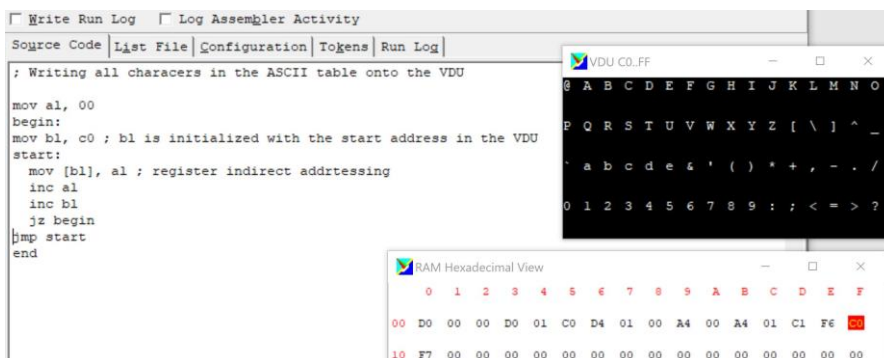 Write Run Log Log Assembler Activity
Source Code List File Configuration Tokens Run Log
; Writing all characers in the ASCII table onto the VDU
mov al, 00
begin:
mov bl, c0 ; bl is initialized with the start address in the VDU
start:
mov [bl], al ; register indirect addrtessing
inc al
inc bl
jz begin
jmp start
end
VDU C0..FF
@ A B C D E F G H I J K L M N O
P Q R S T U V W X Y Z [ \ ] ^ _
` a b c d e & ' ( ) * + , - . /
0 1 2 3 4 5 6 7 8 9 : ; < = > ?
RAM Hexadecimal View
0 1 2 3 4 5 6 7 8 9 A B C D E F
00 D0 00 00 D0 01 C0 D4 01 00 A4 00 A4 01 C1 F6 C0
10 F7 00 00 00 00 00 00 00 00 00 00 00 00 00 00 00